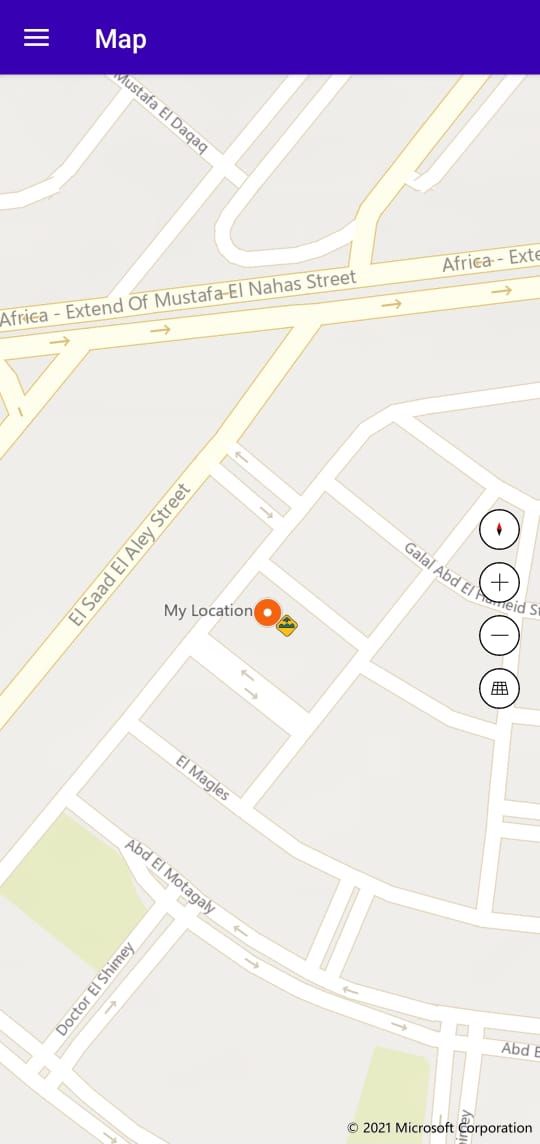 Map
Mustafa El Daqaq
Africa - Exte
Africa - Extend Of Mustafa El Nahas Street
El Saad El Aley Street
Galal Abd El Hameid St
My Location
El Magles
Abd El Motagaly
Doctor El Shimey
Abd E
imey
© 2021 Microsoft Corporation